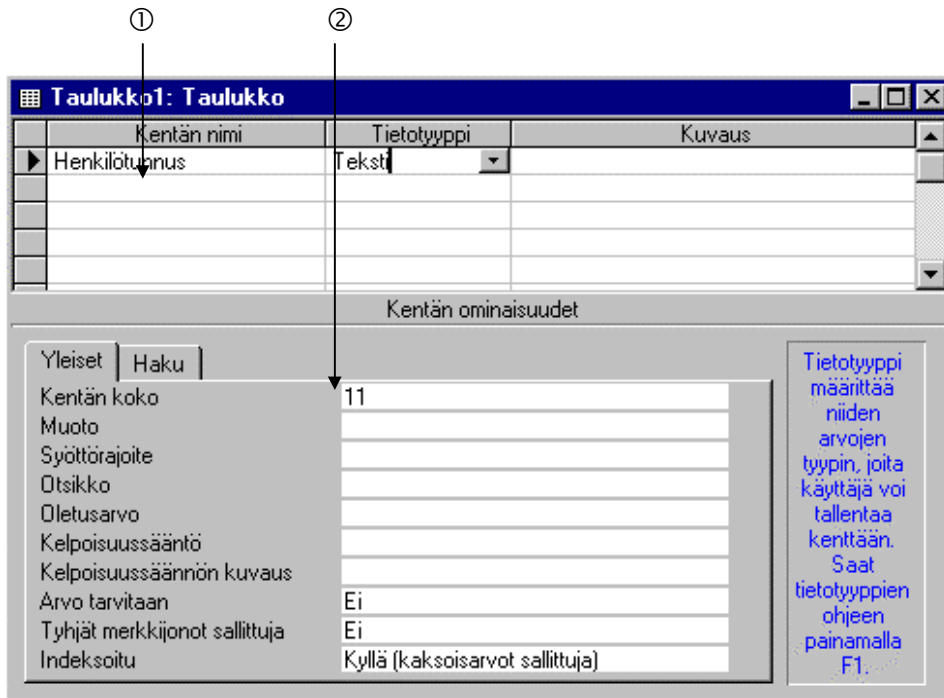 ① ②
Taulukko1: Taulukko
Kentän nimi Tietotyyppi Kuvaus
Henkilötunnus Teksti
Kentän ominaisuudet
Yleiset Haku
Kentän koko 11
Muoto
Syöttörajoite
Otsikko
Oletusarvo
Kelpoisuussääntö
Kelpoisuussäännön kuvaus
Arvo tarvitaan Ei
Tyhjät merkkijonot sallittuja Ei
Indeksoitu Kyllä (kaksoisarvot sallittuja)
Tietotyyppi
määrittää
niiden
arvojen
tyypin, joita
käyttäjä voi
tallentaa
kenttään.
Saat
tietotyyppien
ohjeen
painamalla
F1.